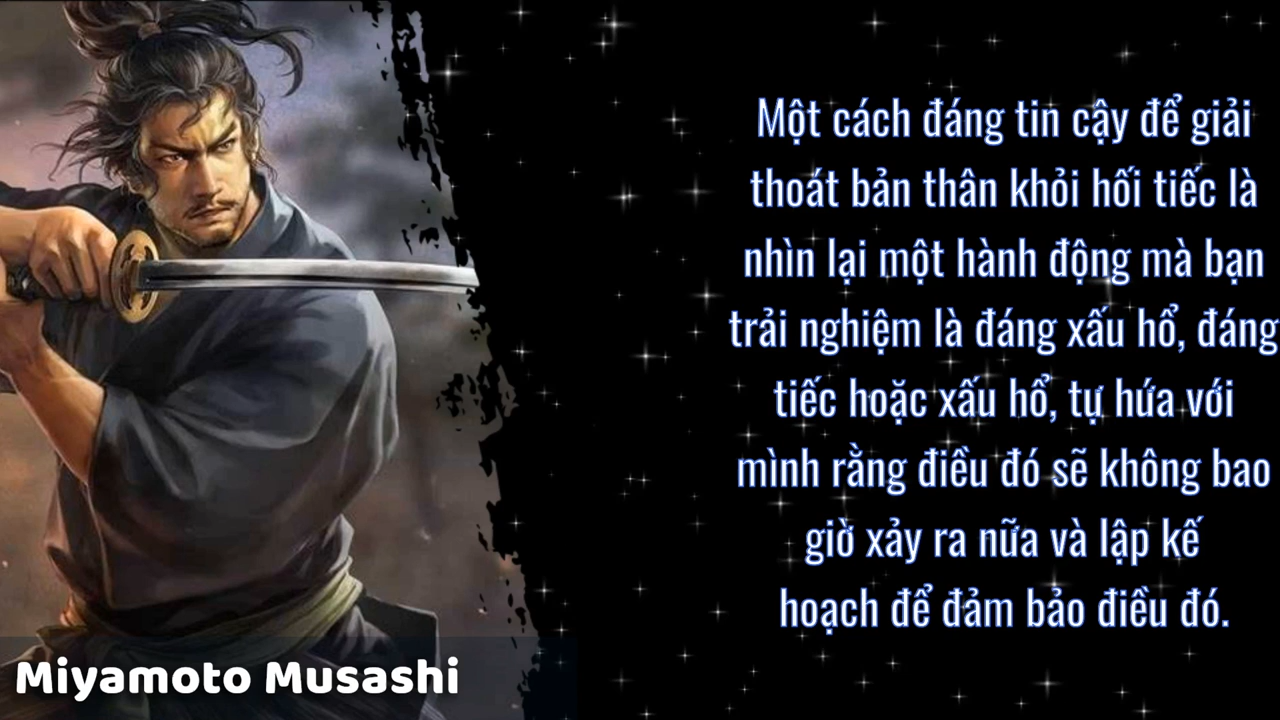 Một cách đáng tin cậy để giải
thoát bản thân khỏi hối tiếc là
nhìn lại một hành động mà bạn
trải nghiệm là đáng xấu hổ, đáng
tiếc hoặc xấu hổ, tự hứa với
mình rằng điều đó sẽ không bao
giờ xảy ra nữa và lập kế
hoạch để đảm bảo điều đó.
Miyamoto Musashi